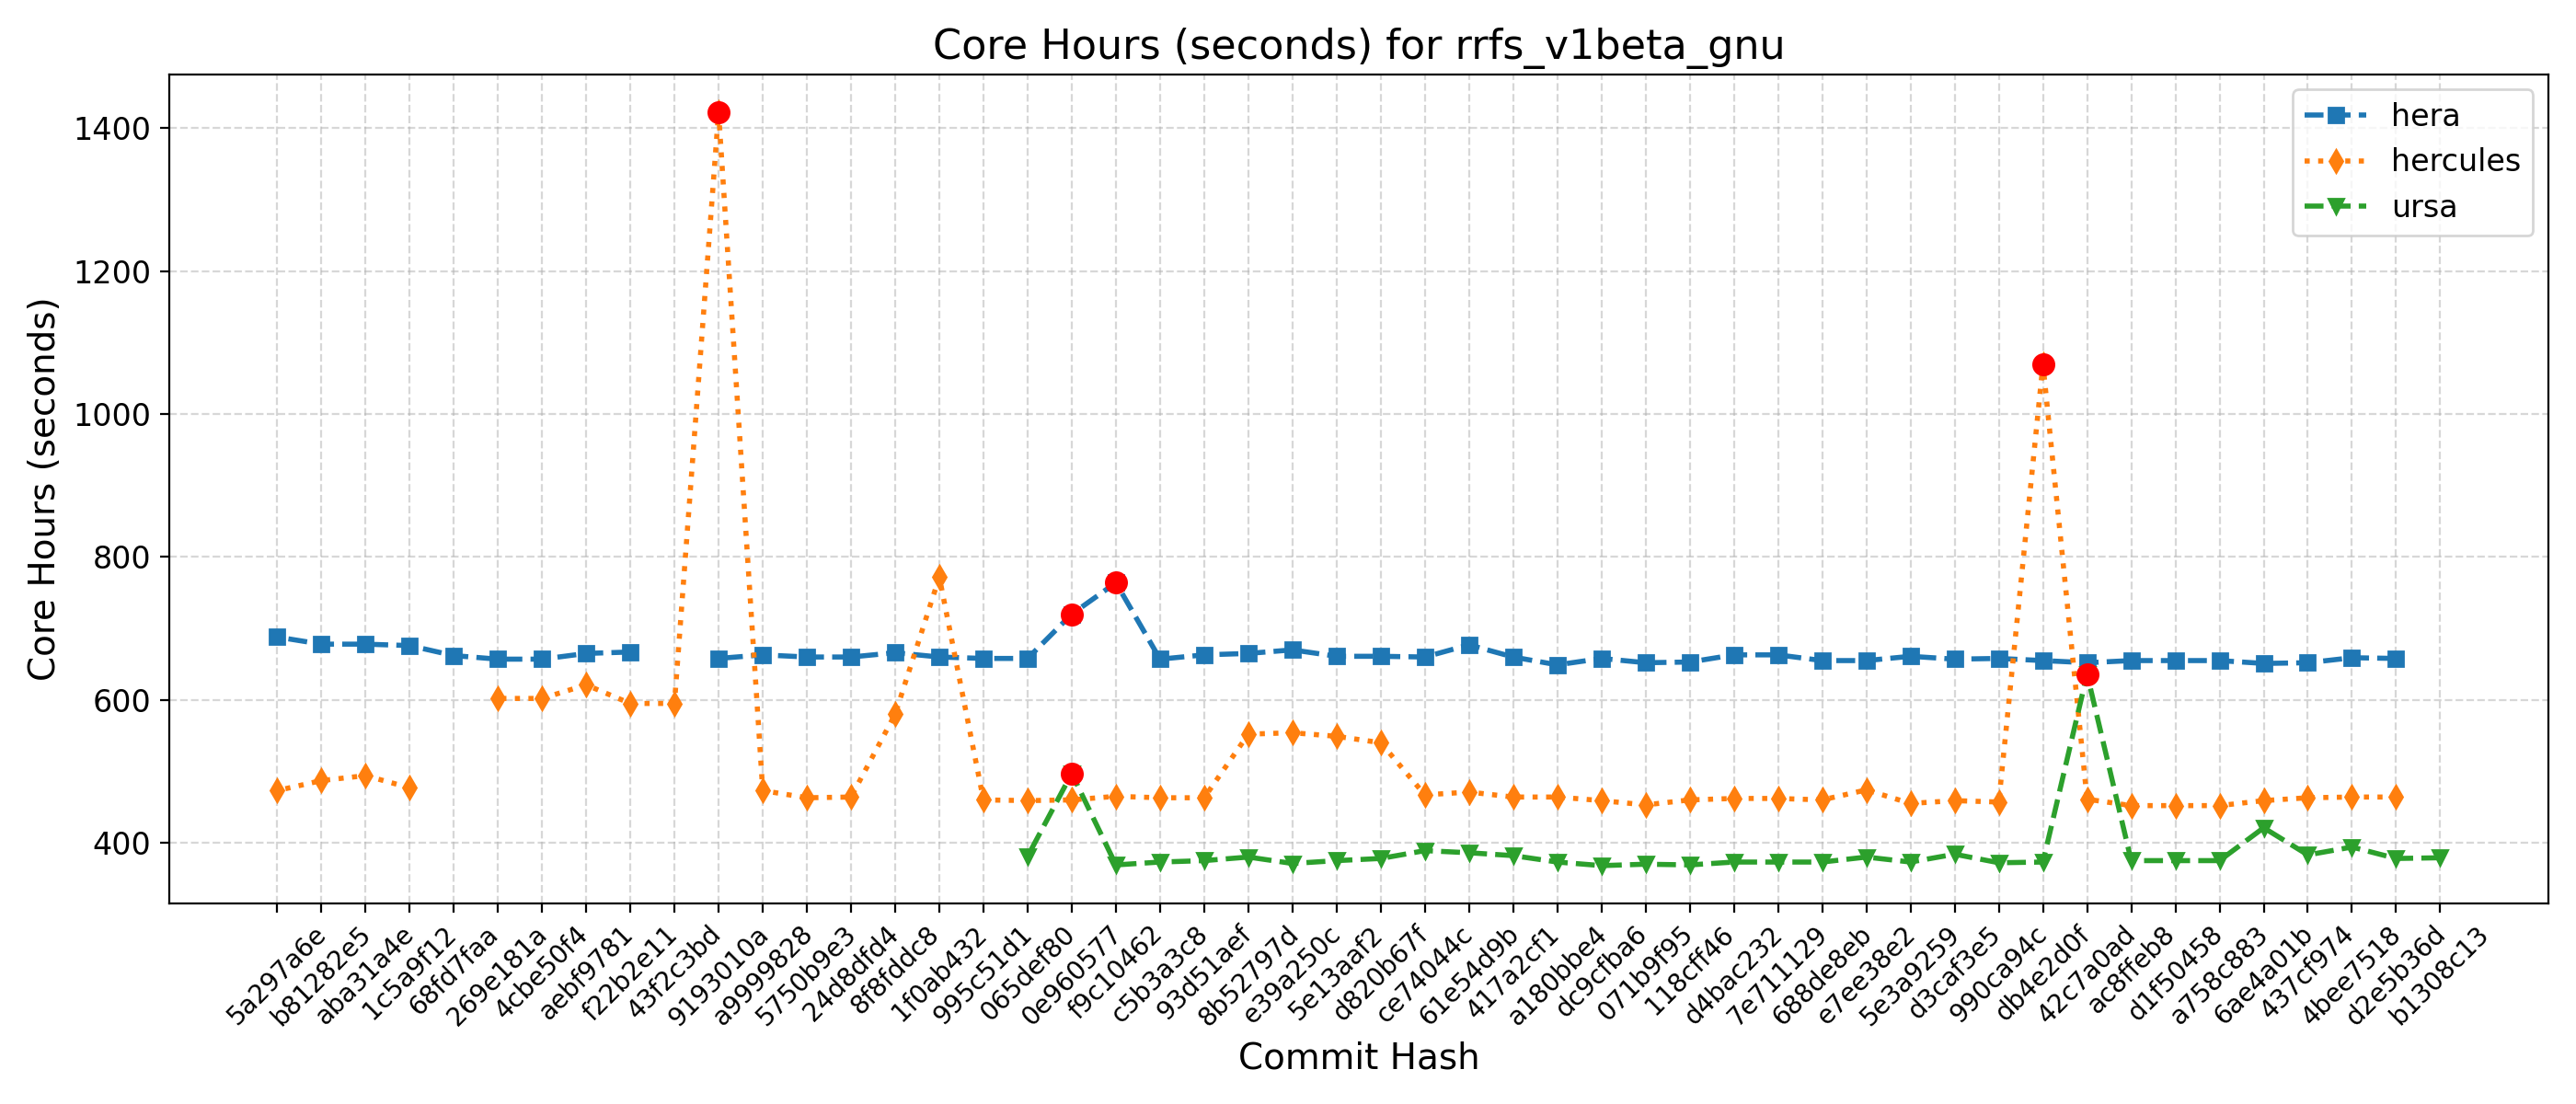 Core Hours (seconds) for rrfs_v1beta_gnu
hera
hercules
ursa
Core Hours (seconds)
1400
1200
1000
800
600
400
5a297a6e
b81282e5
aba31a4e
1c5a9f12
68fd7faa
269e181a
4cbe50f4
aebf9781
f22b2e11
43f2c3bd
9193010a
a9999828
5750b9e3
24d8dfd4
8f8fddc8
1f0ab432
995c51d1
065def80
0e960577
f9c10462
c5b3a3c8
93d51aef
8b52797d
e39a250c
5e13aaf2
d820b67f
ce74044c
61e54d9b
417a2cf1
a180bbe4
dc9cfba6
071b9f95
118cff46
d4bac232
7e711129
688de8eb
e7ee38e2
5e3a9259
d3caf3e5
990ca94c
db4e2d0f
42c7a0ad
ac8ffeb8
d1f50458
a758c883
6ae4a01b
437cf974
4bee7518
d2e5b36d
b1308c13
Commit Hash